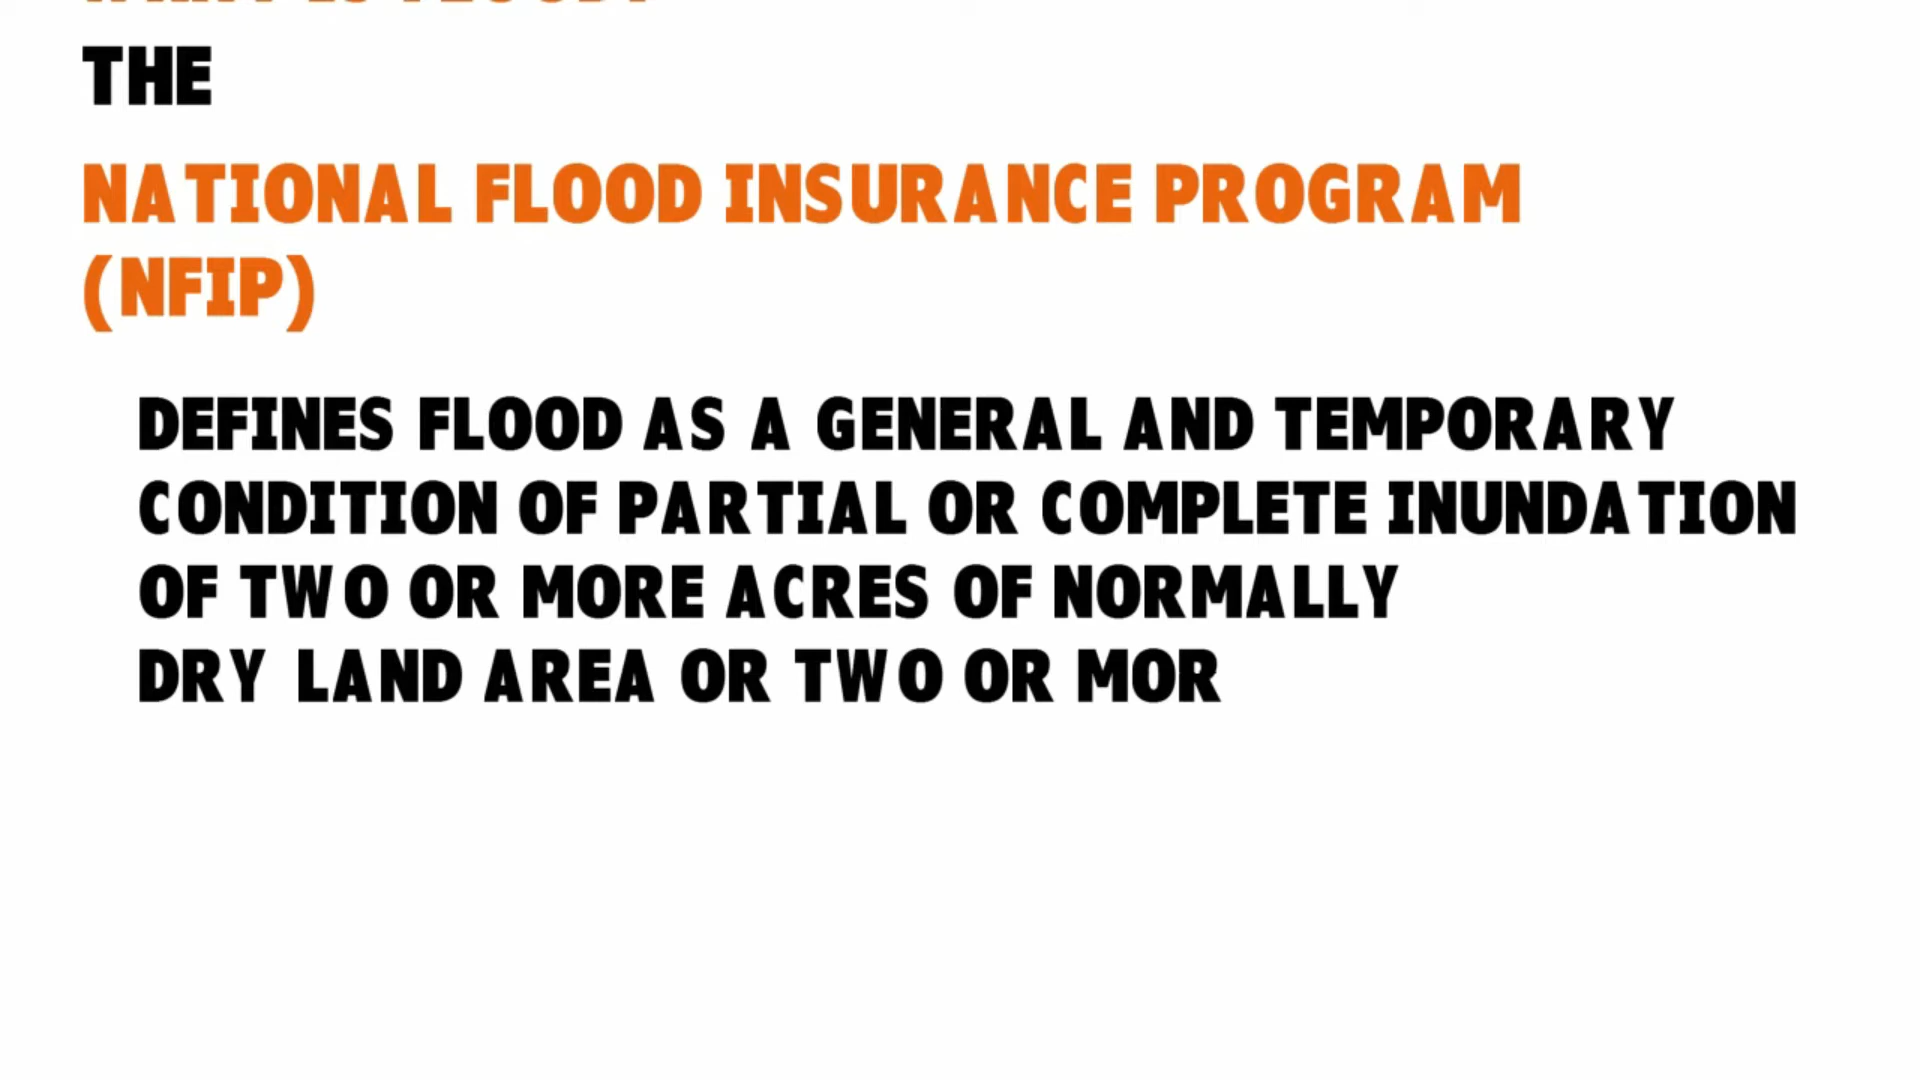 THE
NATIONAL FLOOD INSURANCE PROGRAM
(NFIP)
DEFINES FLOOD AS A GENERAL AND TEMPORARY
CONDITION OF PARTIAL OR COMPLETE INUNDATION
OF TWO OR MORE ACRES OF NORMALLY
DRY LAND AREA OR TWO OR MOR